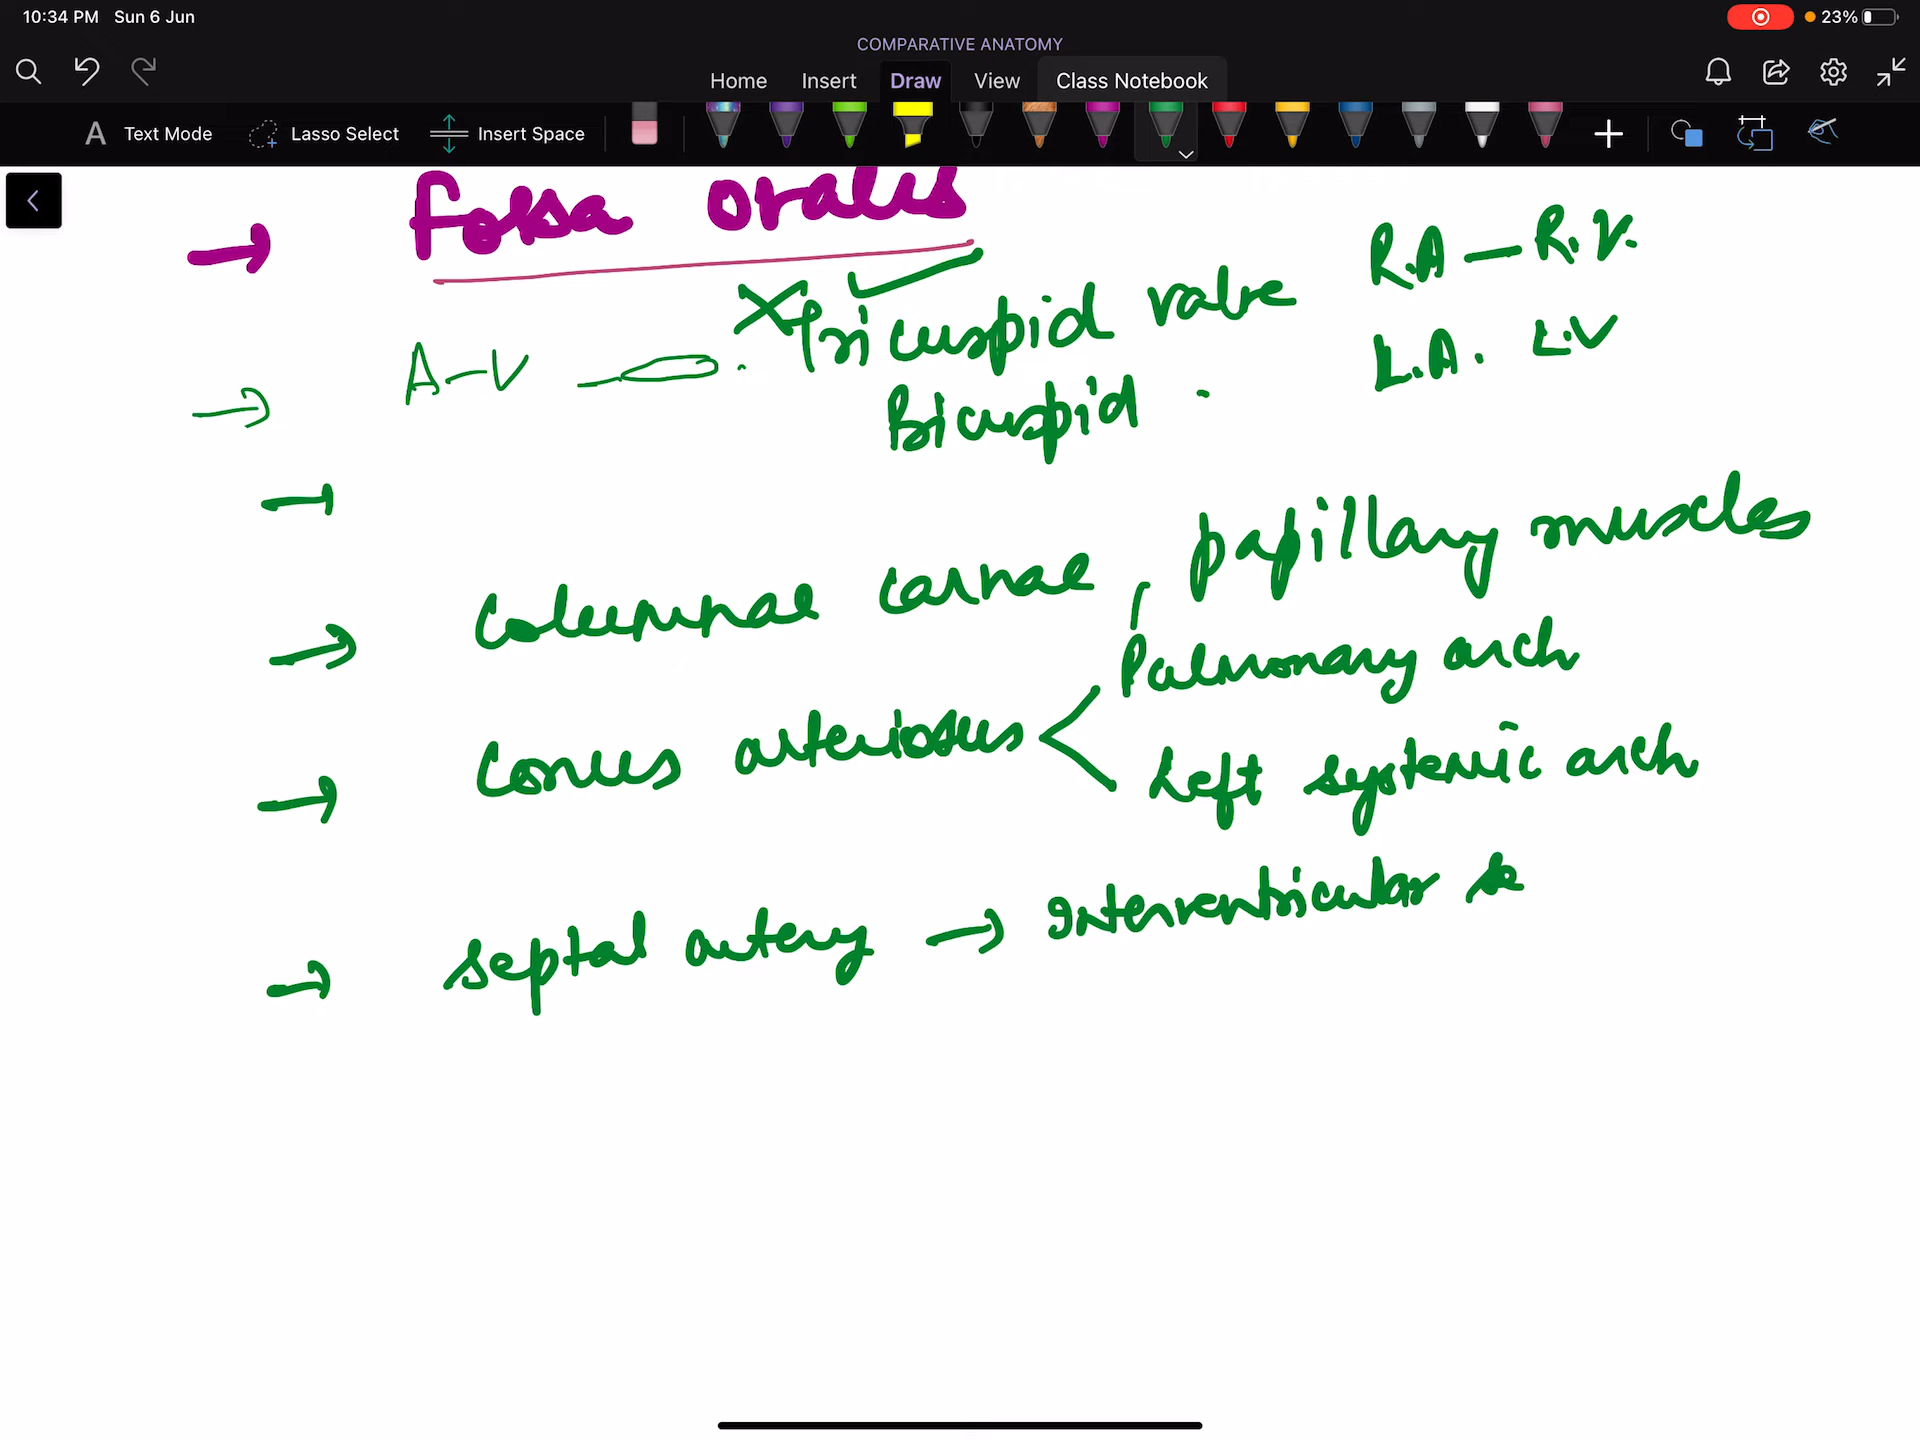 10:34 PM Sun 6 Jun
23%
COMPARATIVE ANATOMY
Home Insert Draw View Class Notebook
A Text Mode Lasso Select Insert Space
→ Fossa ovalis
R.A — R.V.
→ A-V Tricuspid valve
L.A. L.V
Bicuspid
→ Columnae carnae, papillary muscles
Pulmonary arch
→ Conus arteriosus
Left systemic arch
→ Septal artery → Interventricular se